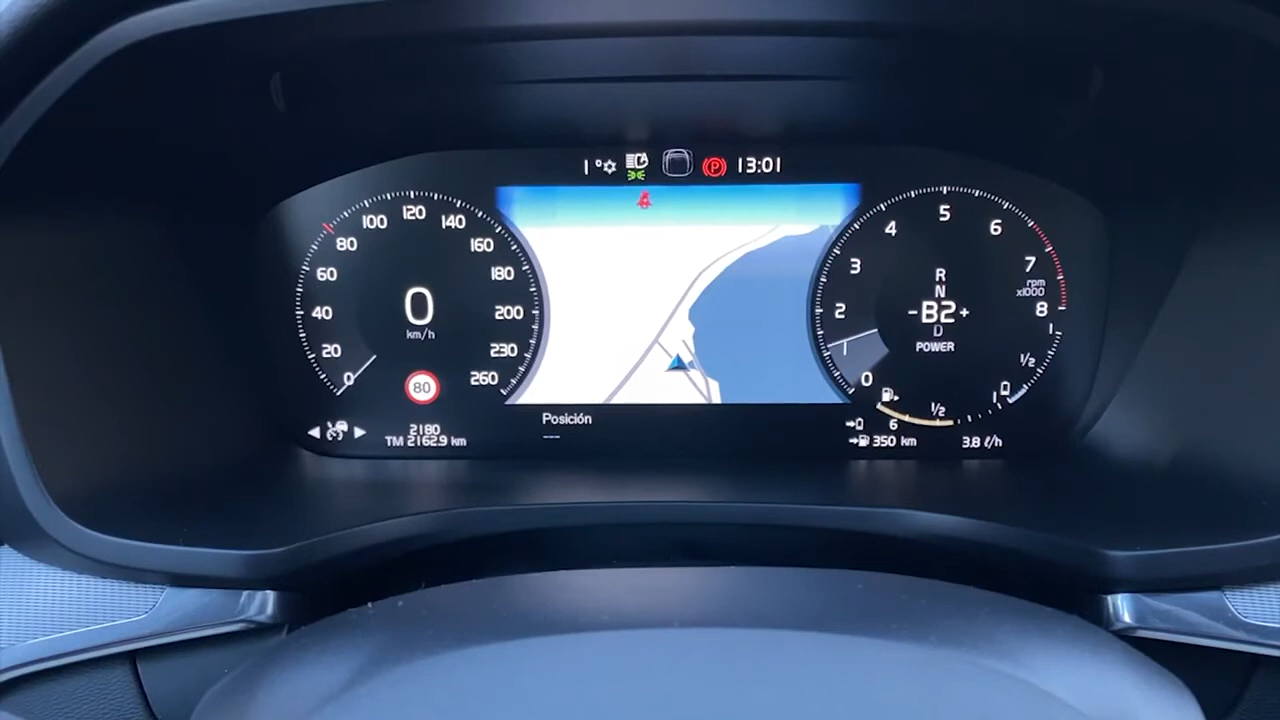 1° 13:01
0 20 40 60 80 100 120 140 160 180 200 230 260
0
km/h
80
2180
TM 2162.9 km
Posición
0 1 2 3 4 5 6 7 8
rpm
x1000
R
N
-B2+
D
POWER
1/2
1
1/2
1
6
350 km
3.8 ℓ/h